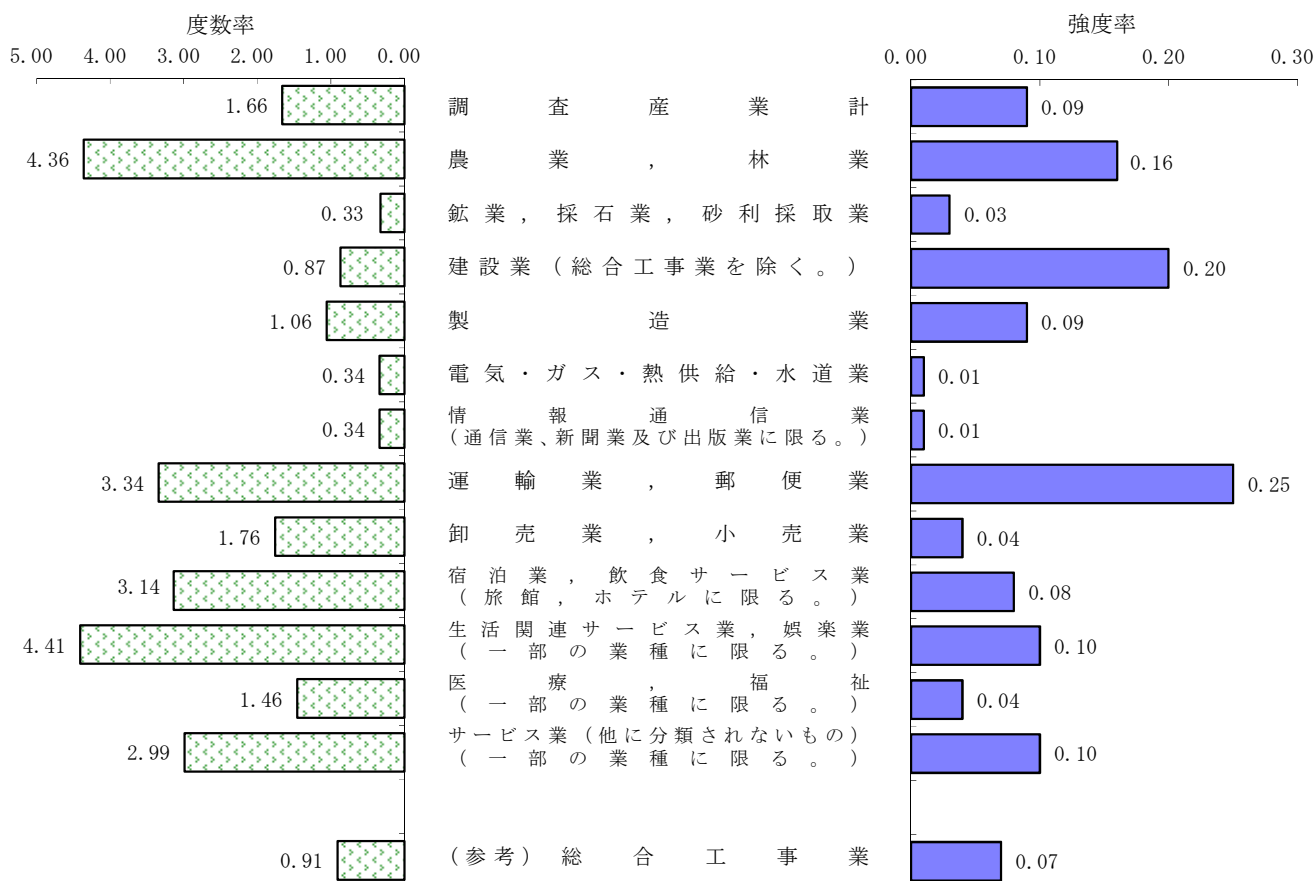 度数率 強度率
5.00 4.00 3.00 2.00 1.00 0.00 0.00 0.10 0.20 0.30
1.66 調査産業計 0.09
4.36 農業,林業 0.16
0.33 鉱業,採石業,砂利採取業 0.03
0.87 建設業(総合工事業を除く。) 0.20
1.06 製造業 0.09
0.34 電気・ガス・熱供給・水道業 0.01
0.34 情報通信業 0.01
(通信業、新聞業及び出版業に限る。)
3.34 運輸業,郵便業 0.25
1.76 卸売業,小売業 0.04
3.14 宿泊業,飲食サービス業 0.08
(旅館,ホテルに限る。)
4.41 生活関連サービス業,娯楽業 0.10
(一部の業種に限る。)
1.46 医療,福祉 0.04
(一部の業種に限る。)
2.99 サービス業(他に分類されないもの) 0.10
(一部の業種に限る。)
0.91 (参考)総合工事業 0.07